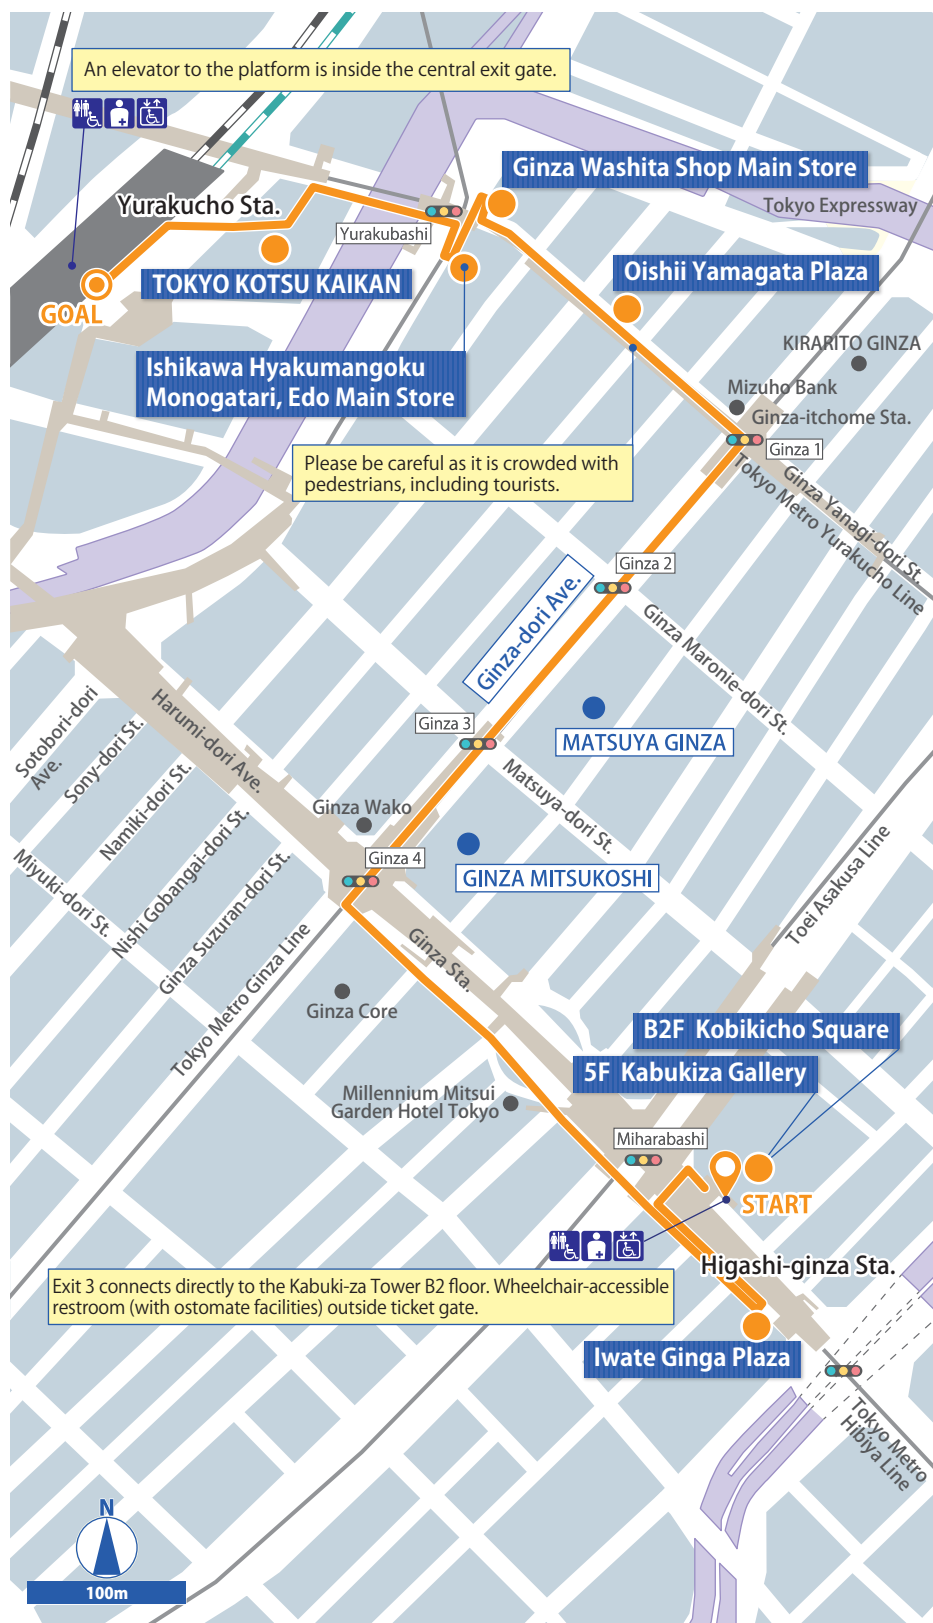 An elevator to the platform is inside the central exit gate.
Ginza Washita Shop Main Store
Yurakucho Sta.
Tokyo Expressway
Yurakubashi
TOKYO KOTSU KAIKAN
Oishii Yamagata Plaza
GOAL
KIRARITO GINZA
Ishikawa Hyakumangoku
Monogatari, Edo Main Store
Mizuho Bank
Ginza-itchome Sta.
Ginza 1
Please be careful as it is crowded with
pedestrians, including tourists.
Ginza Yanagi-dori St.
Tokyo Metro Yurakucho Line
Ginza 2
Ginza-dori Ave.
Ginza Maronie-dori St.
Ginza 3
MATSUYA GINZA
Sotobori-dori
Ave.
Sony-dori St.
Harumi-dori Ave.
Namiki-dori St.
Matsuya-dori St.
Ginza Wako
Ginza 4
GINZA MITSUKOSHI
Miyuki-dori St.
Nishi Gobangai-dori St.
Ginza Suzuran-dori St.
Tokyo Metro Ginza Line
Toei Asakusa Line
Ginza Sta.
Ginza Core
B2F Kobikicho Square
5F Kabukiza Gallery
Millennium Mitsui
Garden Hotel Tokyo
Miharabashi
START
Higashi-ginza Sta.
Exit 3 connects directly to the Kabuki-za Tower B2 floor. Wheelchair-accessible
restroom (with ostomate facilities) outside ticket gate.
Iwate Ginga Plaza
Tokyo Metro
Hibiya Line
N
100m